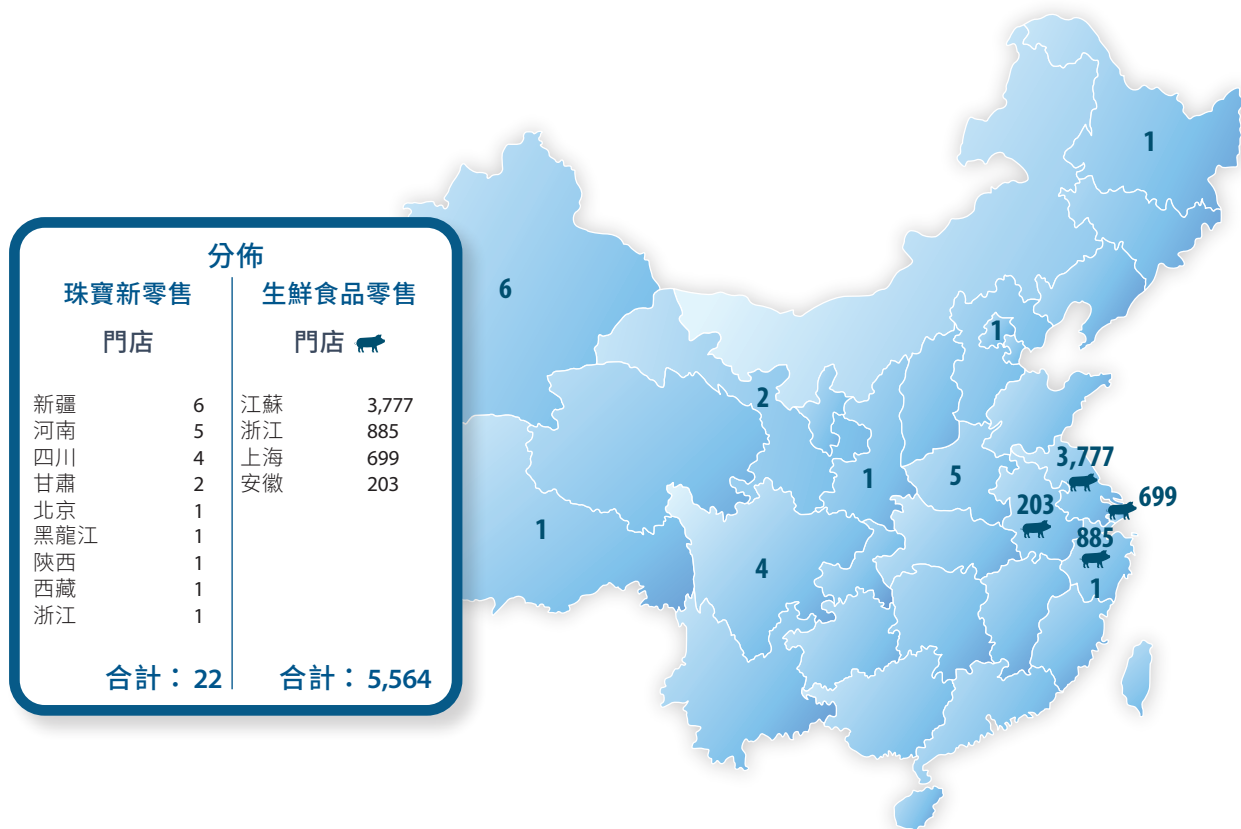 分佈
珠寶新零售
門店
新疆 6
河南 5
四川 4
甘肅 2
北京 1
黑龍江 1
陝西 1
西藏 1
浙江 1
合計：22
生鮮食品零售
門店
江蘇 3,777
浙江 885
上海 699
安徽 203
合計：5,564
1
6
1
2
3,777
5
1
699
203
1
885
4
1